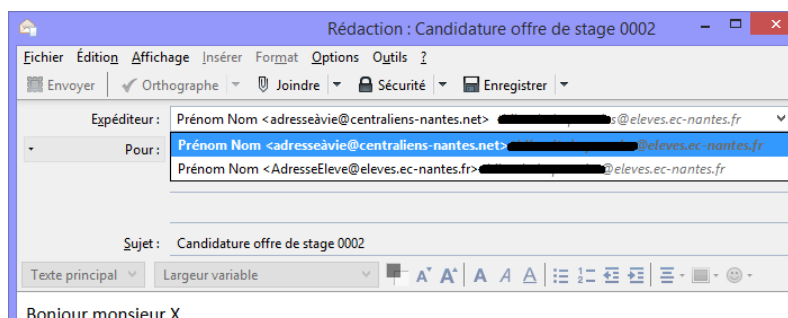 Rédaction : Candidature offre de stage 0002
Fichier Édition Affichage Insérer Format Options Outils ?
Envoyer Orthographe Joindre Sécurité Enregistrer
Expéditeur : Prénom Nom <adresseàvie@centraliens-nantes.net> s@eleves.ec-nantes.fr
Pour : Prénom Nom <adresseàvie@centraliens-nantes.net> @eleves.ec-nantes.fr
Prénom Nom <AdresseEleve@eleves.ec-nantes.fr> @eleves.ec-nantes.fr
Sujet : Candidature offre de stage 0002
Texte principal Largeur variable
Bonjour monsieur X